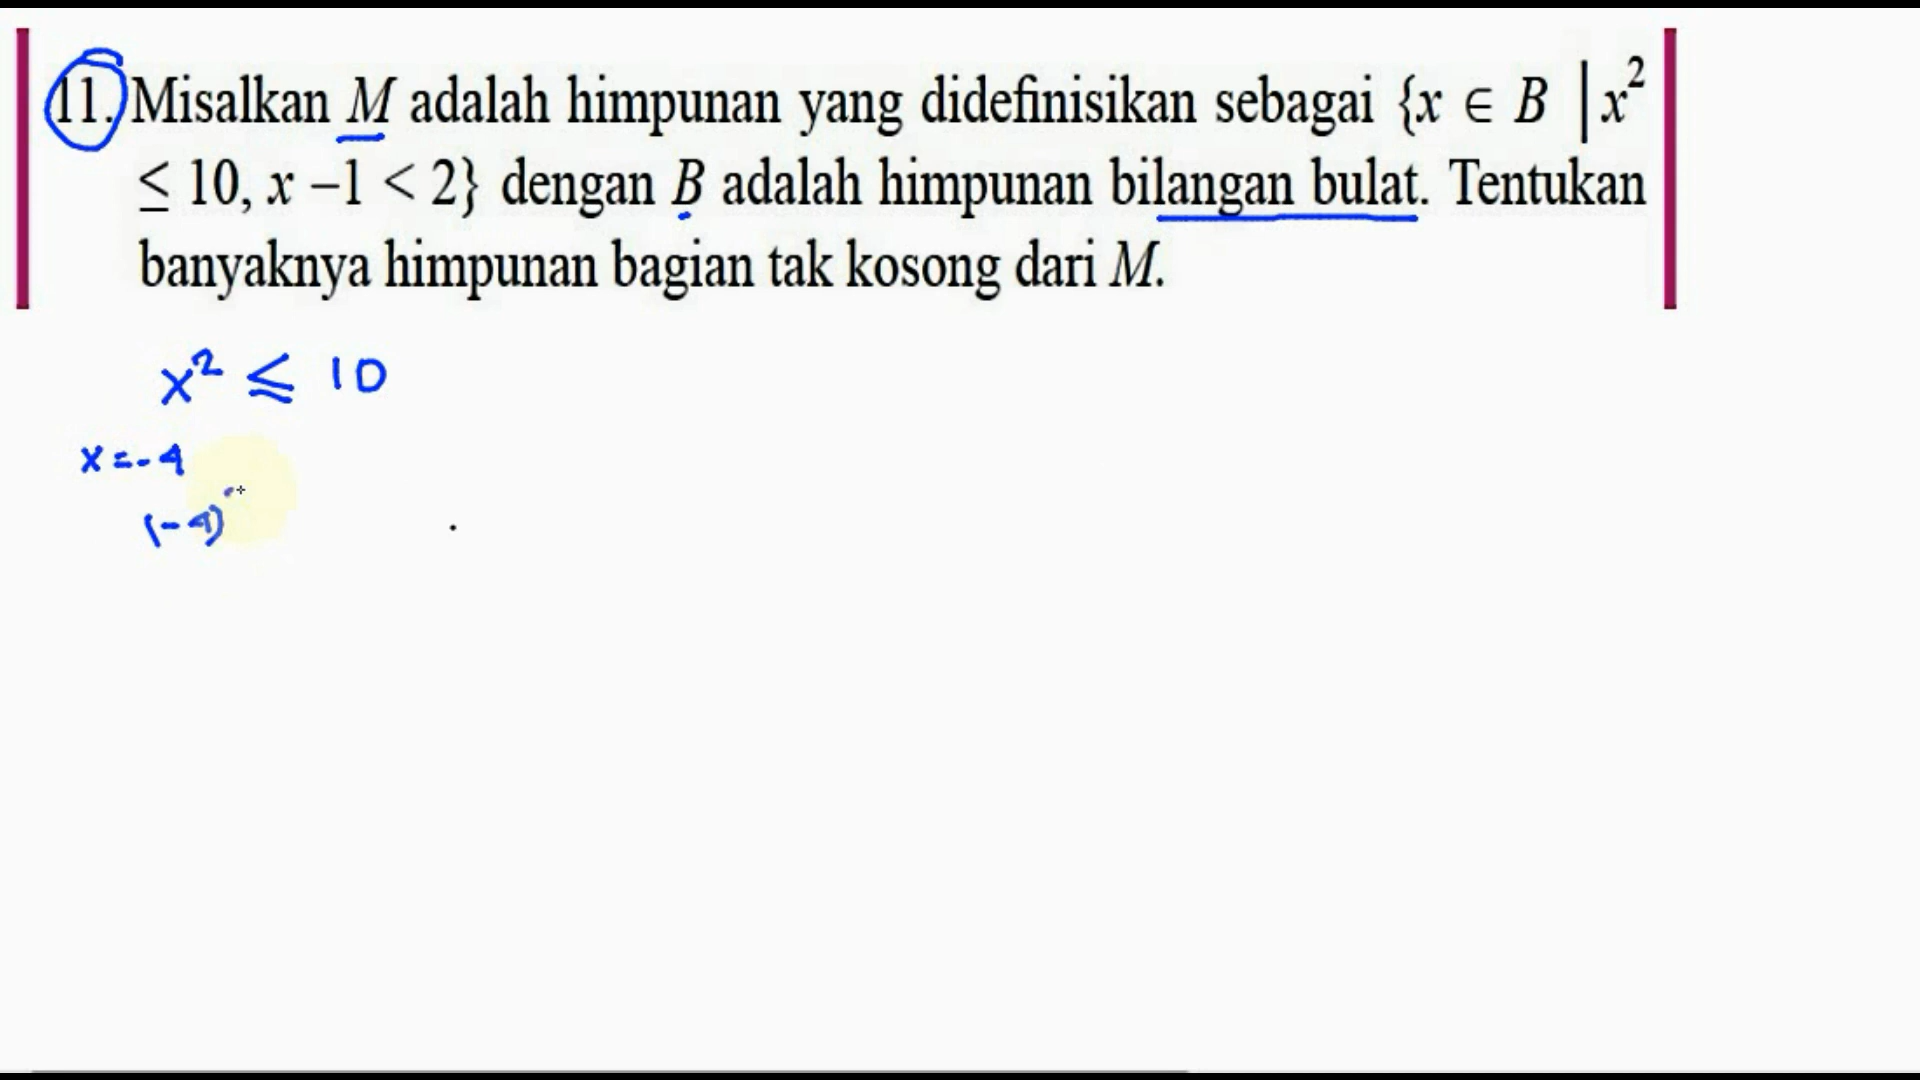 11. Misalkan M adalah himpunan yang didefinisikan sebagai {x ∈ B | x²
≤ 10, x –1 < 2} dengan B adalah himpunan bilangan bulat. Tentukan
banyaknya himpunan bagian tak kosong dari M.
x² ≤ 10
x = -4
(-4)